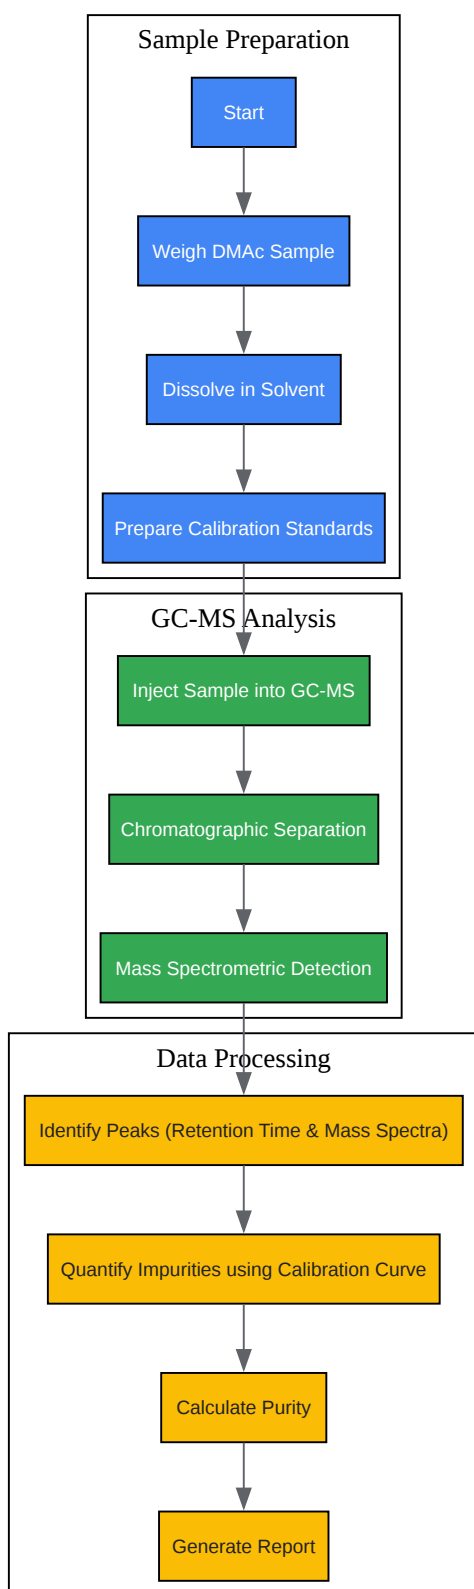 Sample Preparation
Start
Weigh DMAc Sample
Dissolve in Solvent
Prepare Calibration Standards
GC-MS Analysis
Inject Sample into GC-MS
Chromatographic Separation
Mass Spectrometric Detection
Data Processing
Identify Peaks (Retention Time & Mass Spectra)
Quantify Impurities using Calibration Curve
Calculate Purity
Generate Report